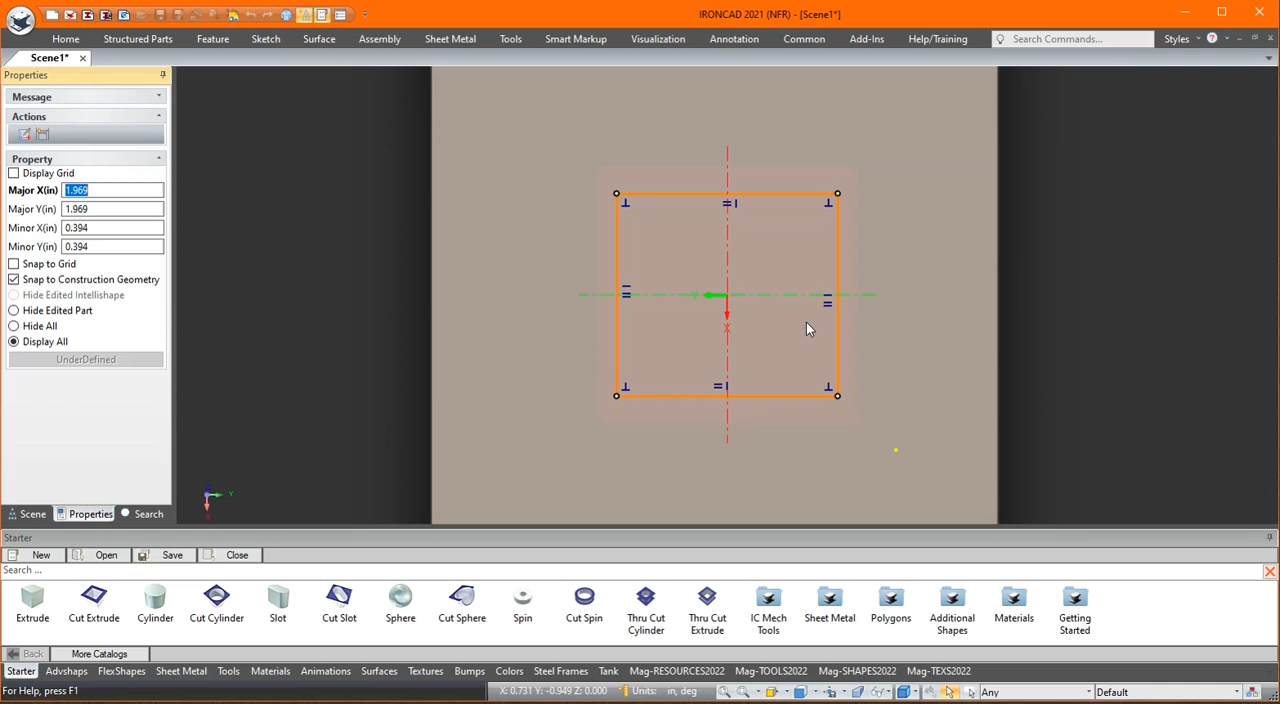 IRONCAD 2021 (NFR) - [Scene1*]
Home Structured Parts Feature Sketch Surface Assembly Sheet Metal Tools Smart Markup Visualization Annotation Common Add-Ins Help/Training Search Commands... Styles
Scene1*
Properties
Message
Actions
Property
Display Grid
Major X(in) 1.969
Major Y(in) 1.969
Minor X(in) 0.394
Minor Y(in) 0.394
Snap to Grid
Snap to Construction Geometry
Hide Edited Intellishape
Hide Edited Part
Hide All
Display All
UnderDefined
Y
X
Y
Scene Properties Search
Starter
New Open Save Close
Search ...
Extrude Cut Extrude Cylinder Cut Cylinder Slot Cut Slot Sphere Cut Sphere Spin Cut Spin Thru Cut Cylinder Thru Cut Extrude IC Mech Tools Sheet Metal Polygons Additional Shapes Materials Getting Started
Back More Catalogs
Starter Advshaps FlexShapes Sheet Metal Tools Materials Animations Surfaces Textures Bumps Colors Steel Frames Tank Mag-RESOURCES2022 Mag-TOOLS2022 Mag-SHAPES2022 Mag-TEXS2022
For Help, press F1 X: 0.731 Y: -0.949 Z: 0.000 Units: in, deg Any Default